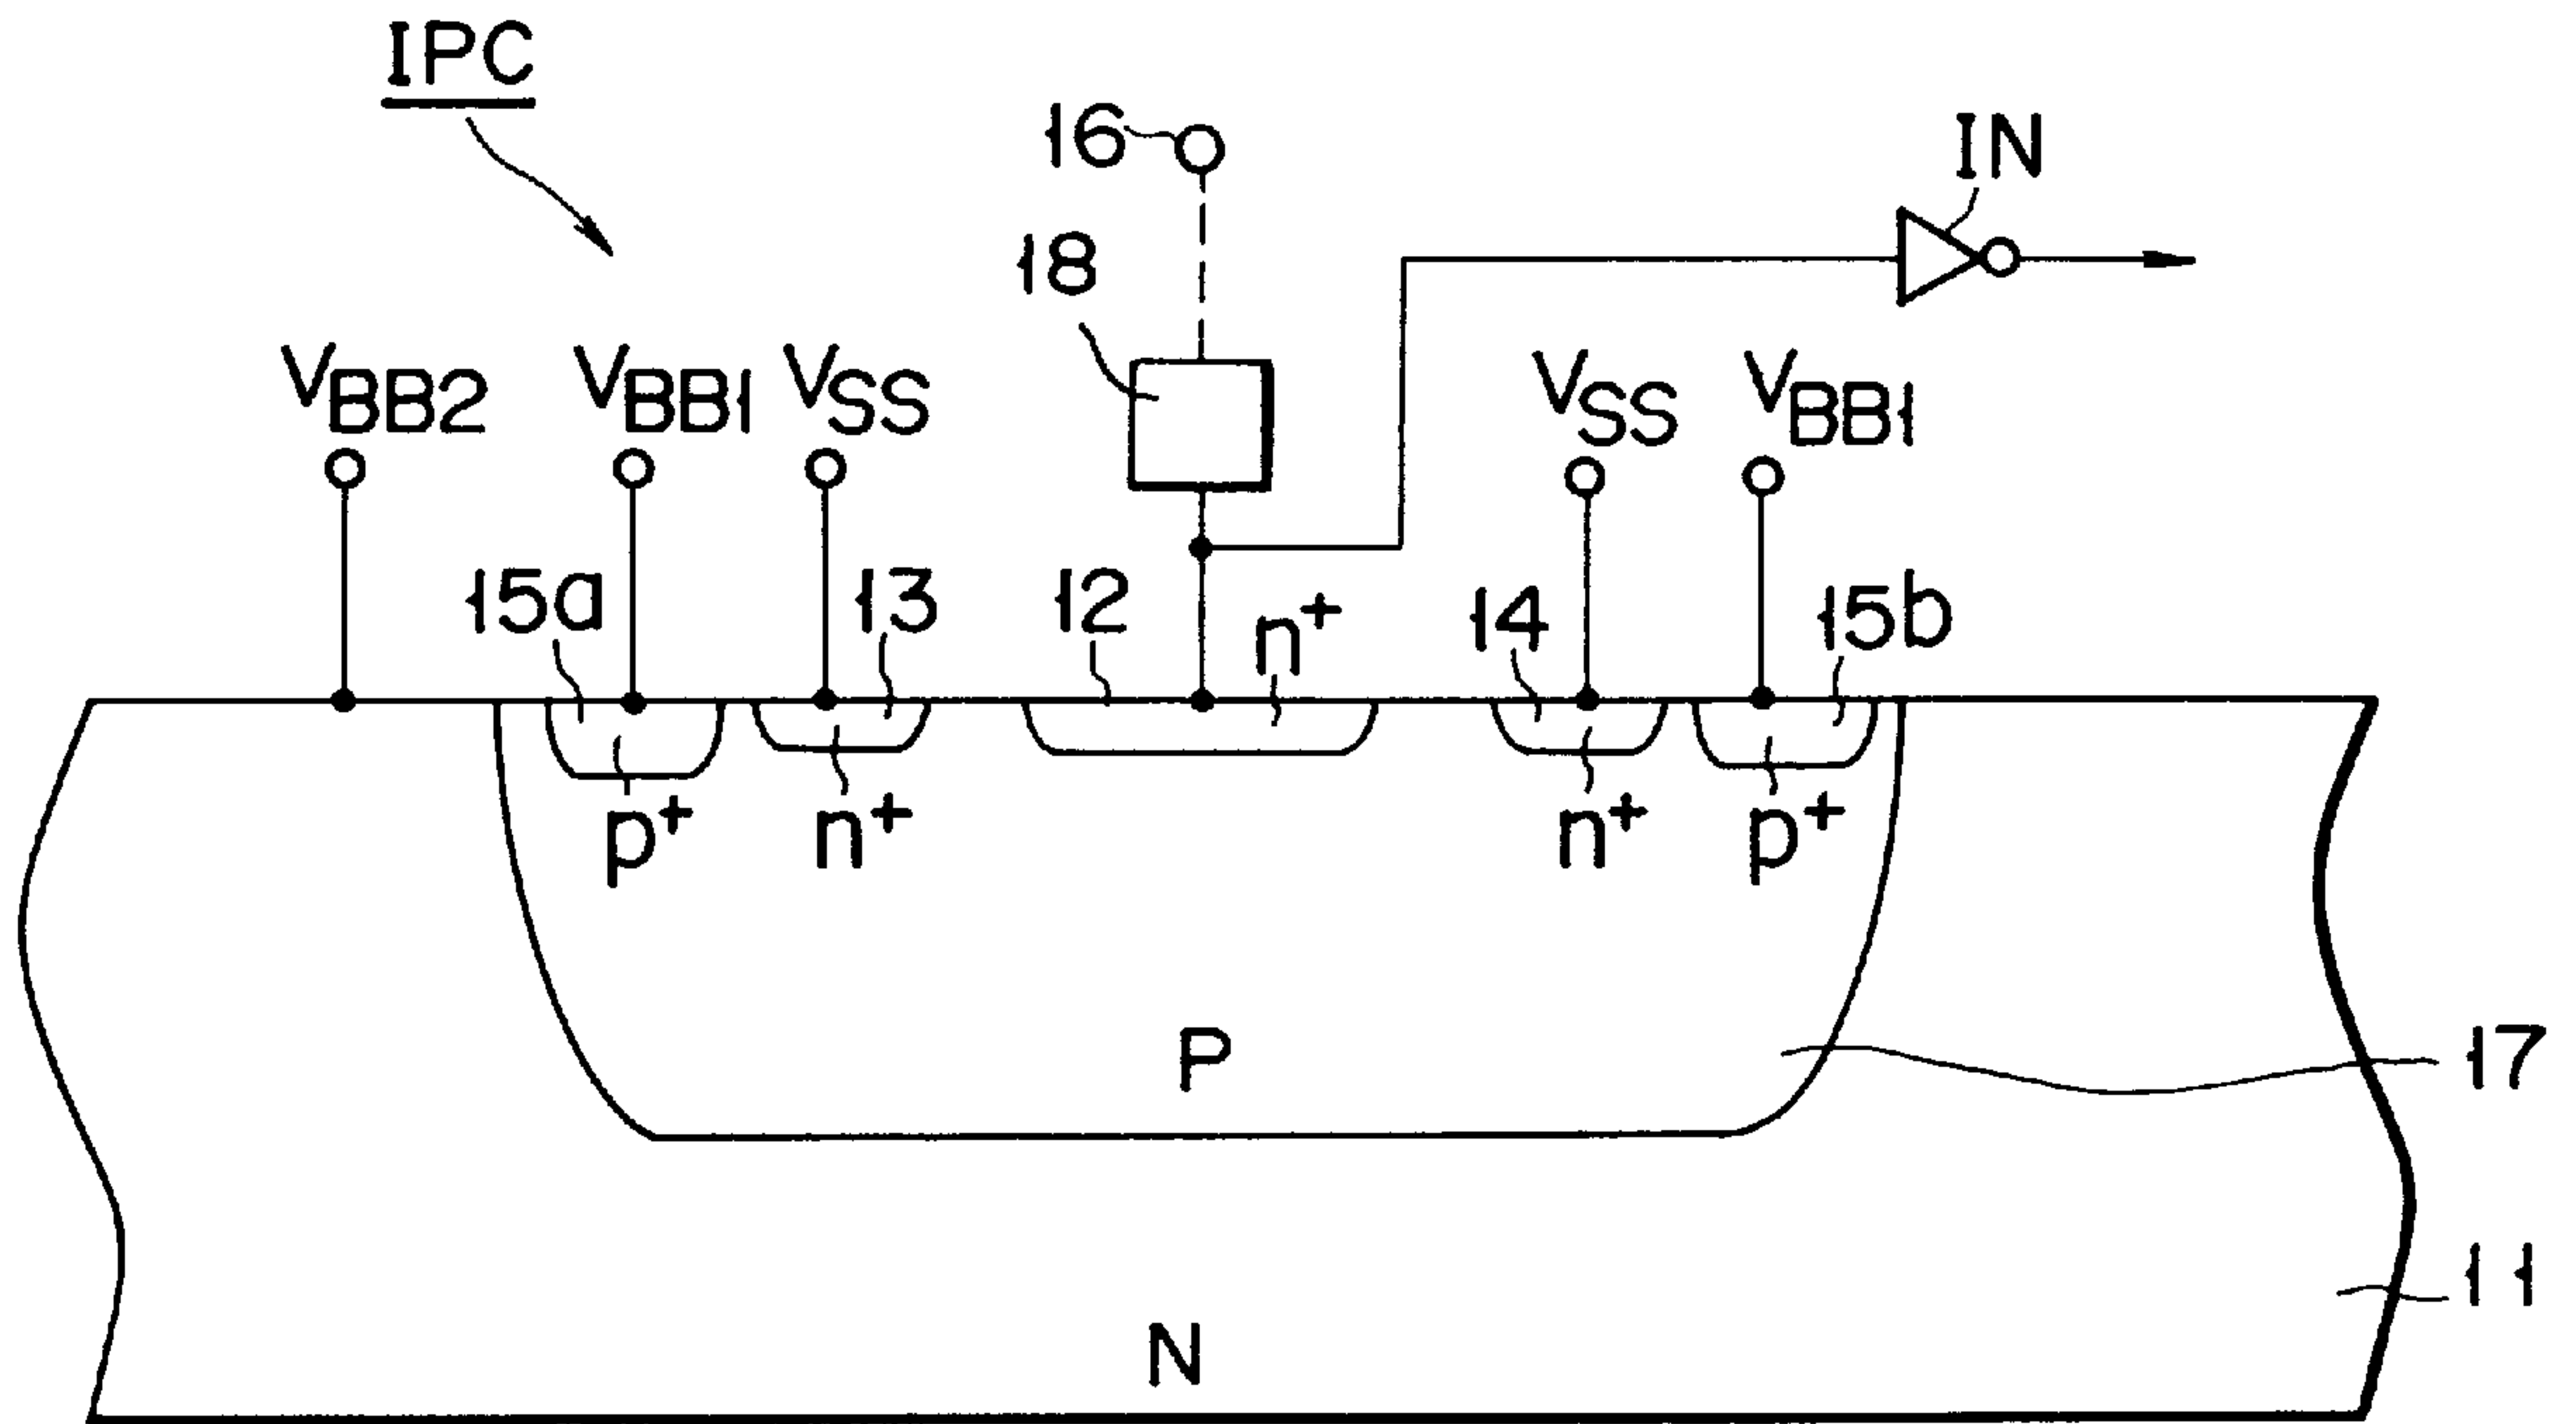 IPC
16
IN
18
VBB2 VBB1 VSS VSS VBB1
15a 13 12 n+ 14 15b
p+ n+ n+ p+
P
17
11
N